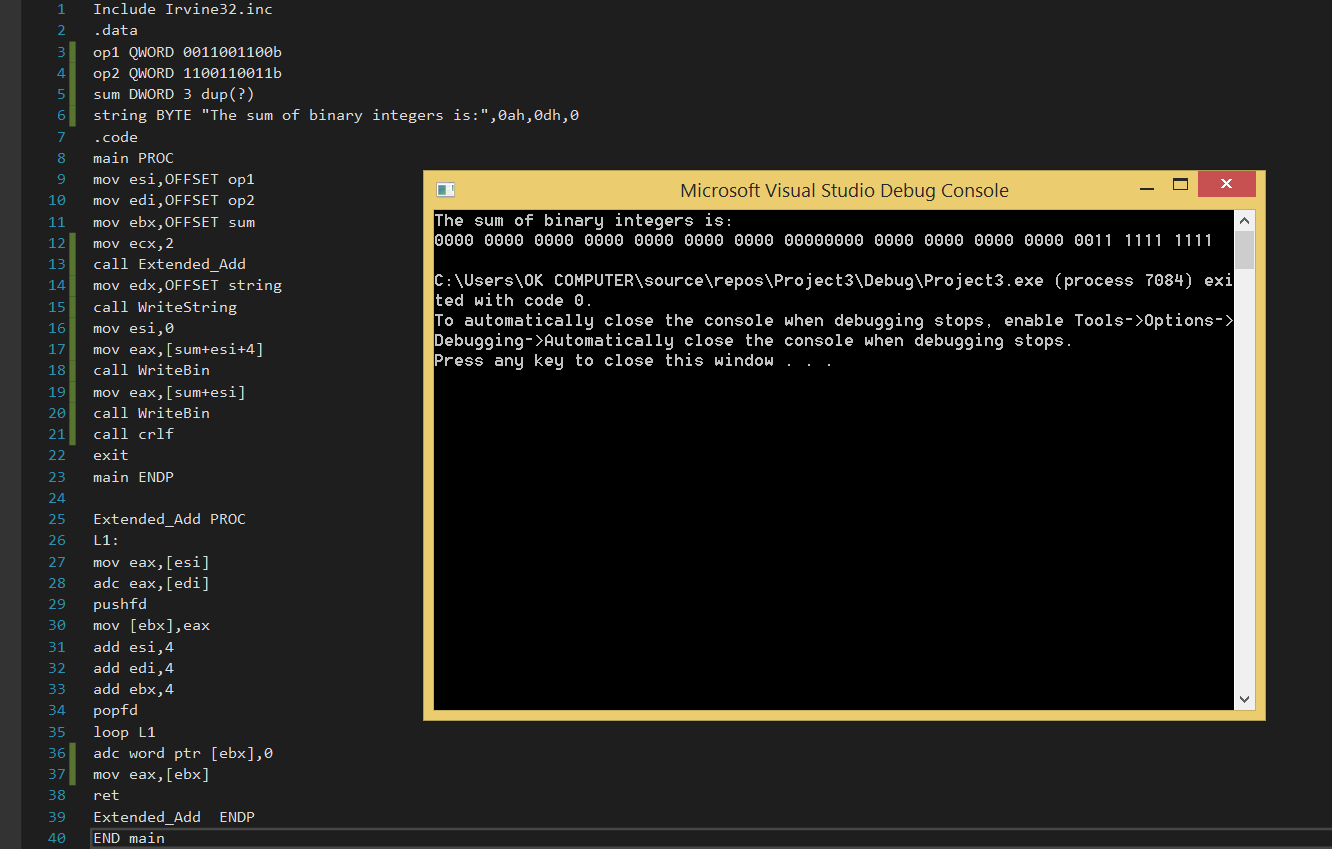 1 Include Irvine32.inc
2 .data
3 op1 QWORD 0011001100b
4 op2 QWORD 1100110011b
5 sum DWORD 3 dup(?)
6 string BYTE "The sum of binary integers is:",0ah,0dh,0
7 .code
8 main PROC
9 mov esi,OFFSET op1
10 mov edi,OFFSET op2
11 mov ebx,OFFSET sum
12 mov ecx,2
13 call Extended_Add
14 mov edx,OFFSET string
15 call WriteString
16 mov esi,0
17 mov eax,[sum+esi+4]
18 call WriteBin
19 mov eax,[sum+esi]
20 call WriteBin
21 call crlf
22 exit
23 main ENDP
24
25 Extended_Add PROC
26 L1:
27 mov eax,[esi]
28 adc eax,[edi]
29 pushfd
30 mov [ebx],eax
31 add esi,4
32 add edi,4
33 add ebx,4
34 popfd
35 loop L1
36 adc word ptr [ebx],0
37 mov eax,[ebx]
38 ret
39 Extended_Add  ENDP
40 END main
Microsoft Visual Studio Debug Console
The sum of binary integers is:
0000 0000 0000 0000 0000 0000 0000 00000000 0000 0000 0000 0000 0011 1111 1111
C:\Users\OK COMPUTER\source\repos\Project3\Debug\Project3.exe (process 7084) exi
ted with code 0.
To automatically close the console when debugging stops, enable Tools->Options->
Debugging->Automatically close the console when debugging stops.
Press any key to close this window . . .